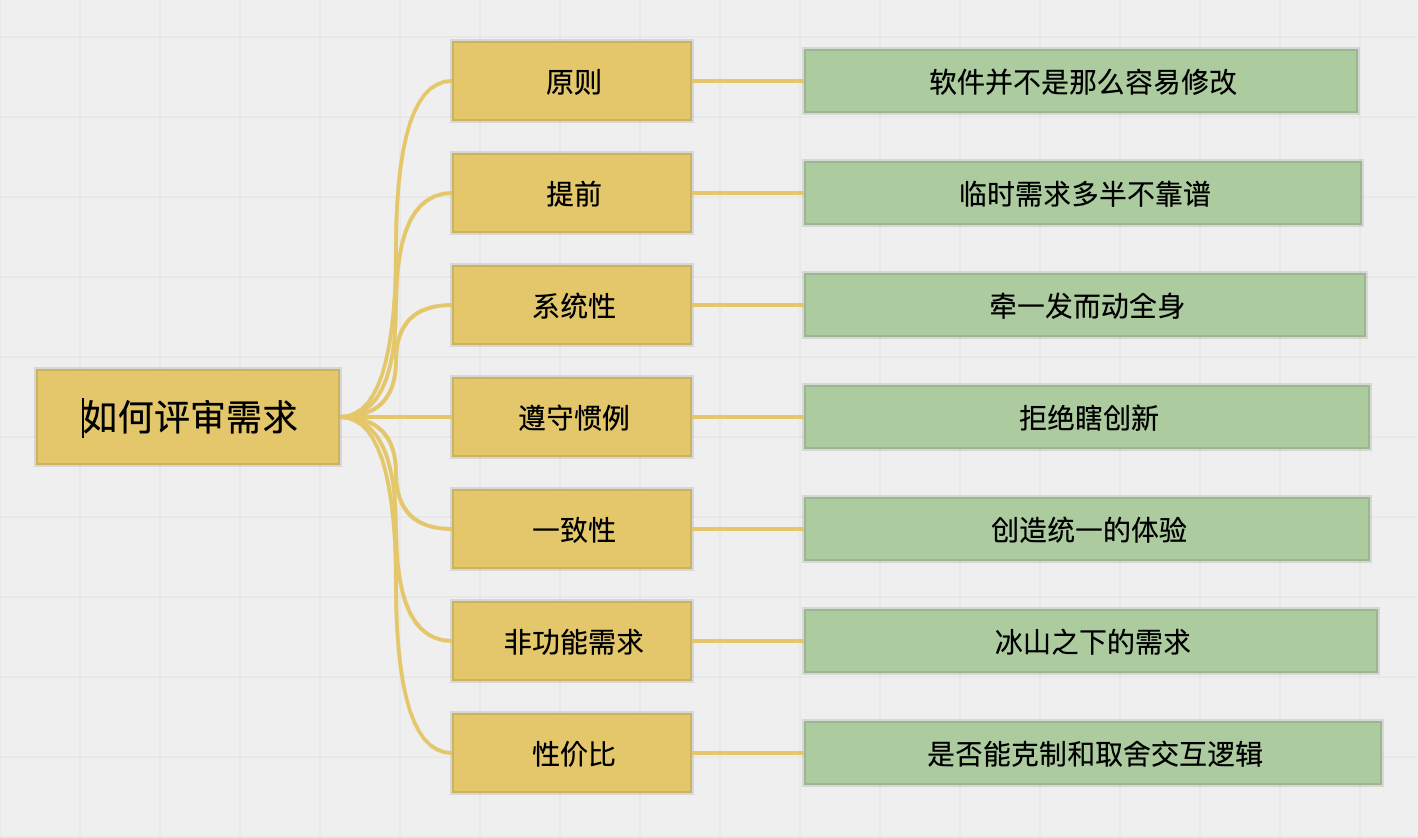 原则
软件并不是那么容易修改
提前
临时需求多半不靠谱
系统性
牵一发而动全身
如何评审需求
遵守惯例
拒绝瞎创新
一致性
创造统一的体验
非功能需求
冰山之下的需求
性价比
是否能克制和取舍交互逻辑